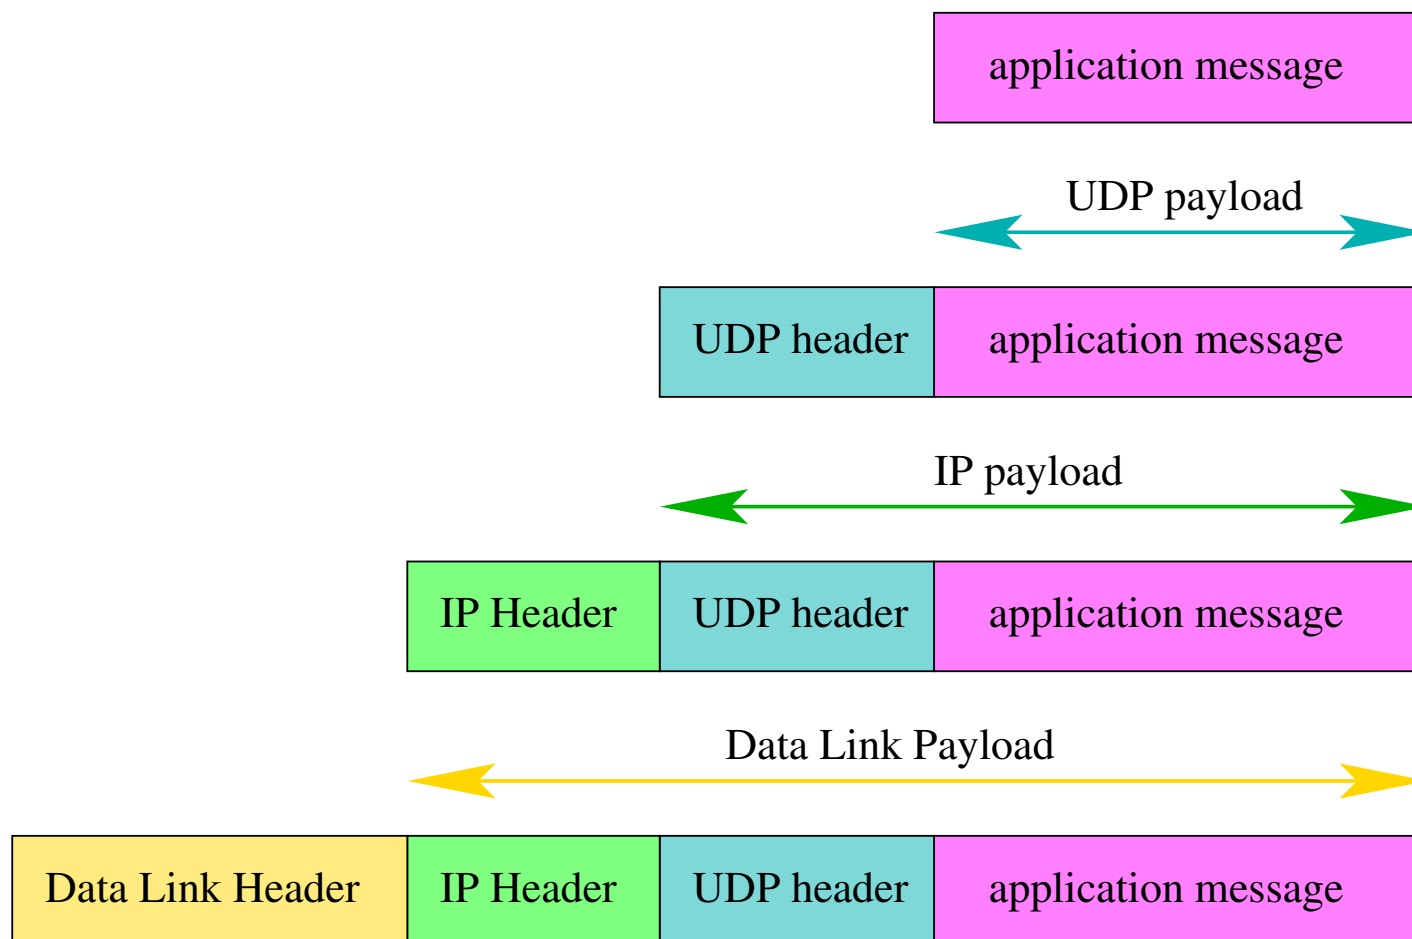 application message
UDP payload
UDP header application message
IP payload
IP Header UDP header application message
Data Link Payload
Data Link Header IP Header UDP header application message